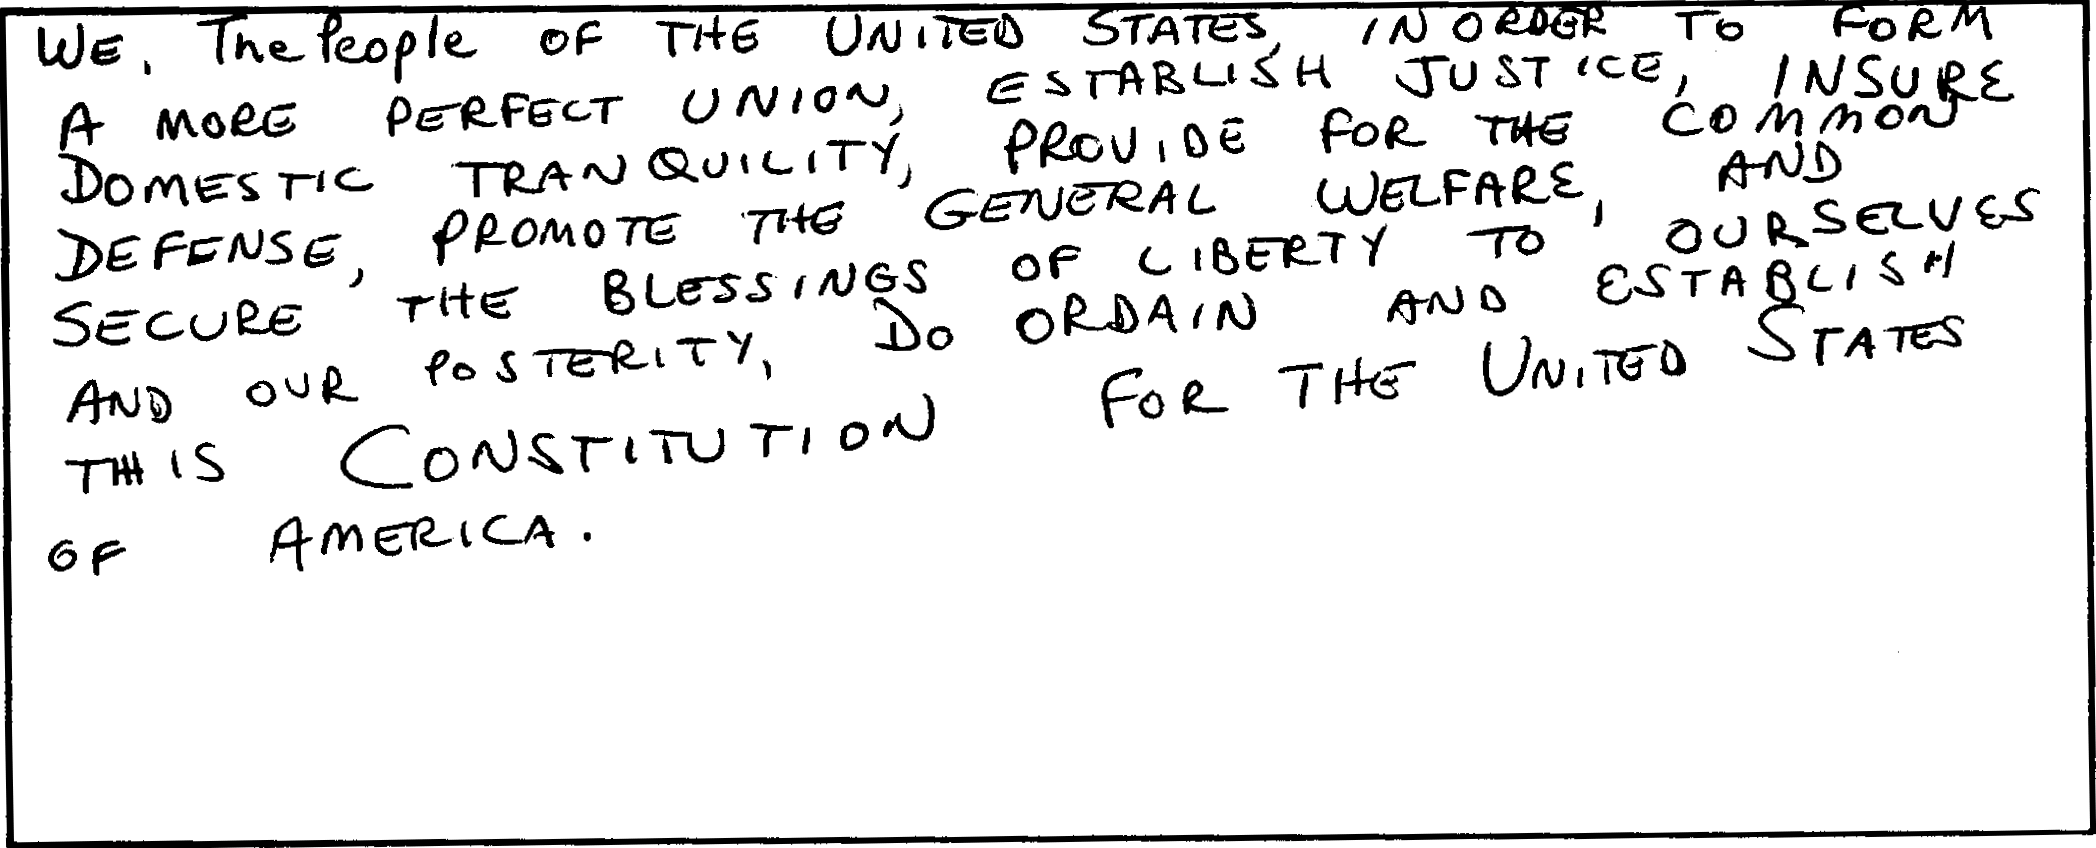 WE, The People OF THE UNITED STATES, IN ORDER TO FORM
A MORE PERFECT UNION, ESTABLISH JUSTICE, INSURE
DOMESTIC TRANQUILITY, PROVIDE FOR THE COMMON
DEFENSE, PROMOTE THE GENERAL WELFARE, AND
SECURE THE BLESSINGS OF LIBERTY TO OURSELVES
AND OUR POSTERITY, DO ORDAIN AND ESTABLISH
THIS CONSTITUTION FOR THE UNITED STATES
OF AMERICA.